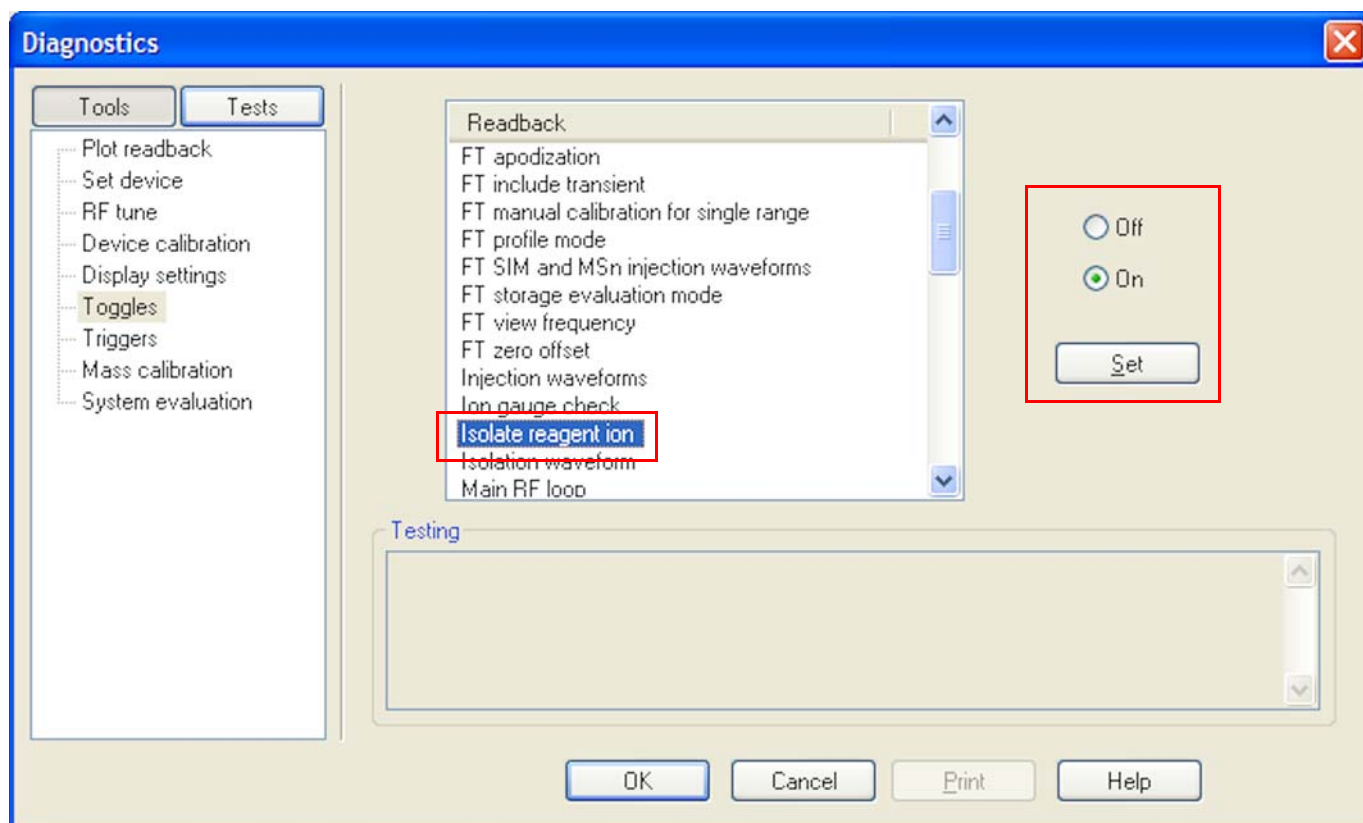 Diagnostics
Tools
Tests
Plot readback
Set device
RF tune
Device calibration
Display settings
Toggles
Triggers
Mass calibration
System evaluation
Readback
FT apodization
FT include transient
FT manual calibration for single range
FT profile mode
FT SIM and MSn injection waveforms
FT storage evaluation mode
FT view frequency
FT zero offset
Injection waveforms
Ion gauge check
Isolate reagent ion
Isolation waveform
Main RF loop
Off
On
Set
Testing
OK
Cancel
Print
Help